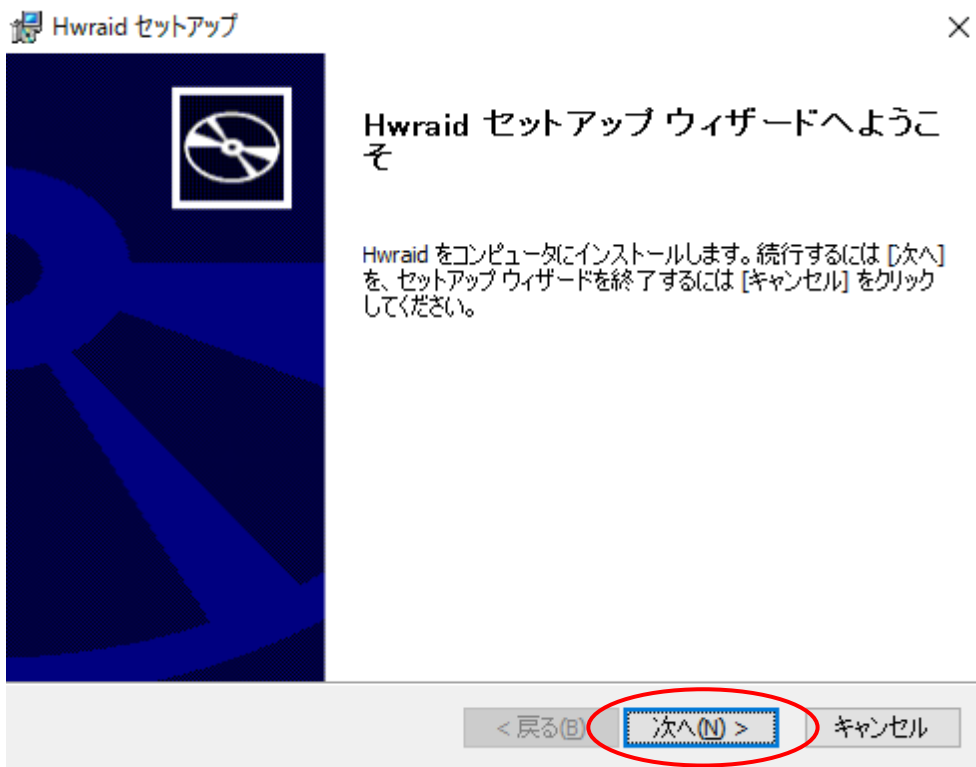 Hwraid セットアップ
Hwraid セットアップ ウィザードへようこ
そ
Hwraid をコンピュータにインストールします。続行するには [次へ]
を、セットアップ ウィザードを終了するには [キャンセル] をクリック
してください。
< 戻る(B) 次へ(N) > キャンセル